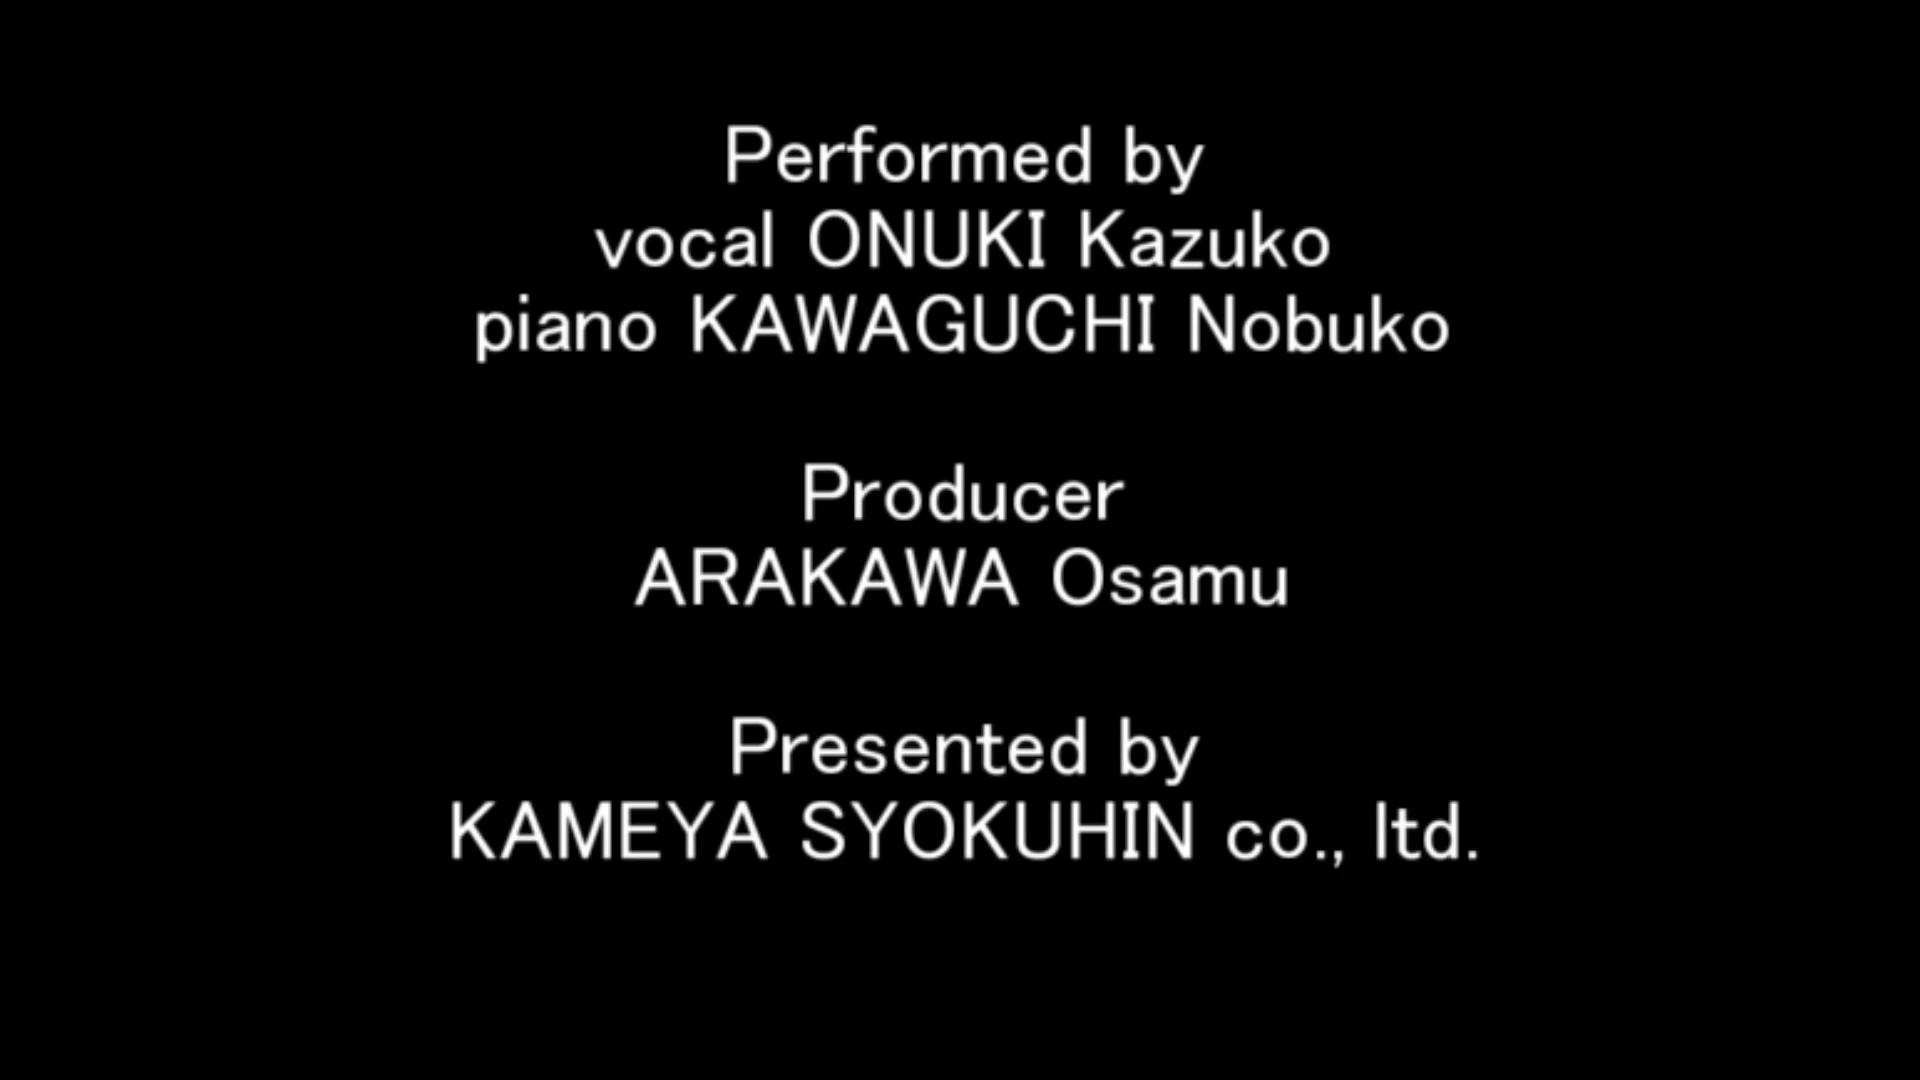 Performed by
vocal ONUKI Kazuko
piano KAWAGUCHI Nobuko
Producer
ARAKAWA Osamu
Presented by
KAMEYA SYOKUHIN co., ltd.